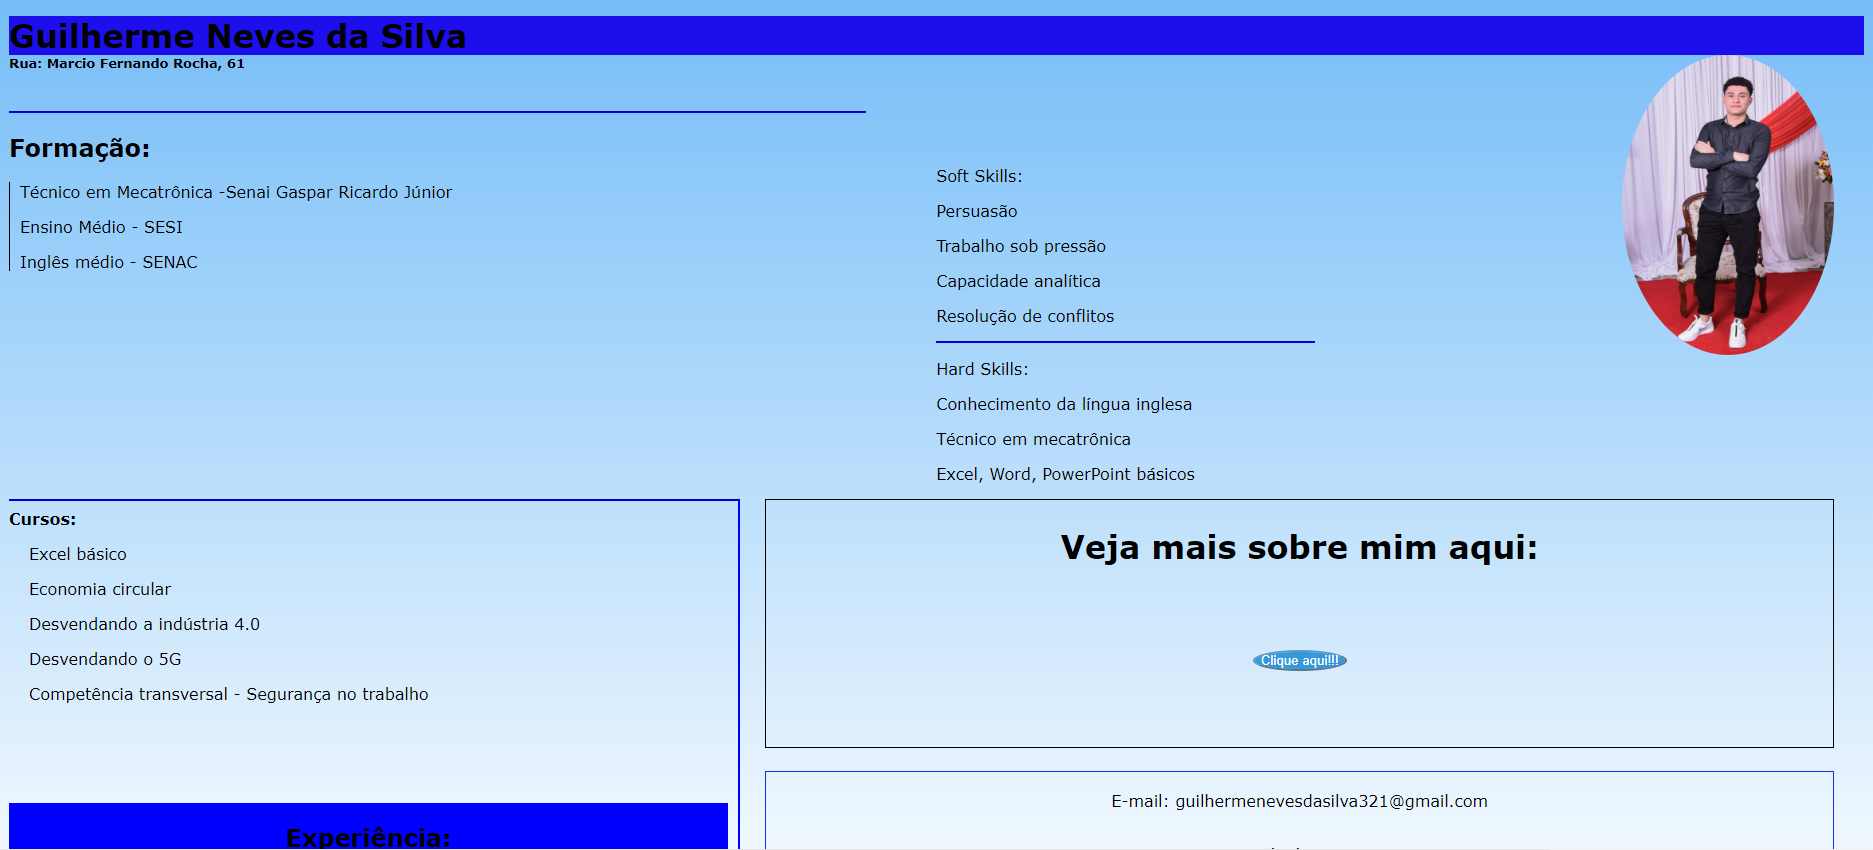 Guilherme Neves da Silva
Rua: Marcio Fernando Rocha, 61
Formação:
Técnico em Mecatrônica -Senai Gaspar Ricardo Júnior
Ensino Médio - SESI
Inglês médio - SENAC
Soft Skills:
Persuasão
Trabalho sob pressão
Capacidade analítica
Resolução de conflitos
Hard Skills:
Conhecimento da língua inglesa
Técnico em mecatrônica
Excel, Word, PowerPoint básicos
Cursos:
Excel básico
Economia circular
Desvendando a indústria 4.0
Desvendando o 5G
Competência transversal - Segurança no trabalho
Veja mais sobre mim aqui:
Clique aqui!!!
Experiência:
E-mail: guilhermenevesdasilva321@gmail.com